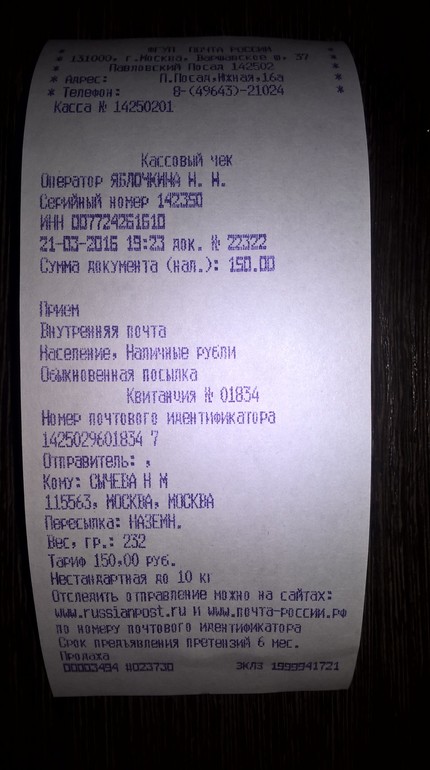 * ФГУП ПОЧТА РОССИИ *
* 131000, г.Москва, Варшавское ш. 37 *
* Павловский Посад 142502 *
* Адрес: П.Посад,Южная,16а *
* Телефон: 8-(49643)-21024 *
Касса № 14250201
Кассовый чек
Оператор ЯБЛОЧКИНА Н. Н.
Серийный номер 142350
ИНН 007724261610
21-03-2016 19:23 док. № 22322
Сумма документа (нал.): 150.00
Прием
Внутренняя почта
Население, Наличные рубли
Обыкновенная посылка
Квитанция № 01834
Номер почтового идентификатора
1425029601834 7
Отправитель: ,
Кому: СЫЧЕВА Н М
115563, МОСКВА, МОСКВА
Пересылка: НАЗЕМН.
Вес, гр.: 232
Тариф 150,00 руб.
Нестандартная до 10 кг
Отследить отправление можно на сайтах:
www.russianpost.ru и www.почта-россии.рф
по номеру почтового идентификатора
Срок предъявления претензий 6 мес.
Продажа
00003494 #023730 ЭКЛЗ 1999941721